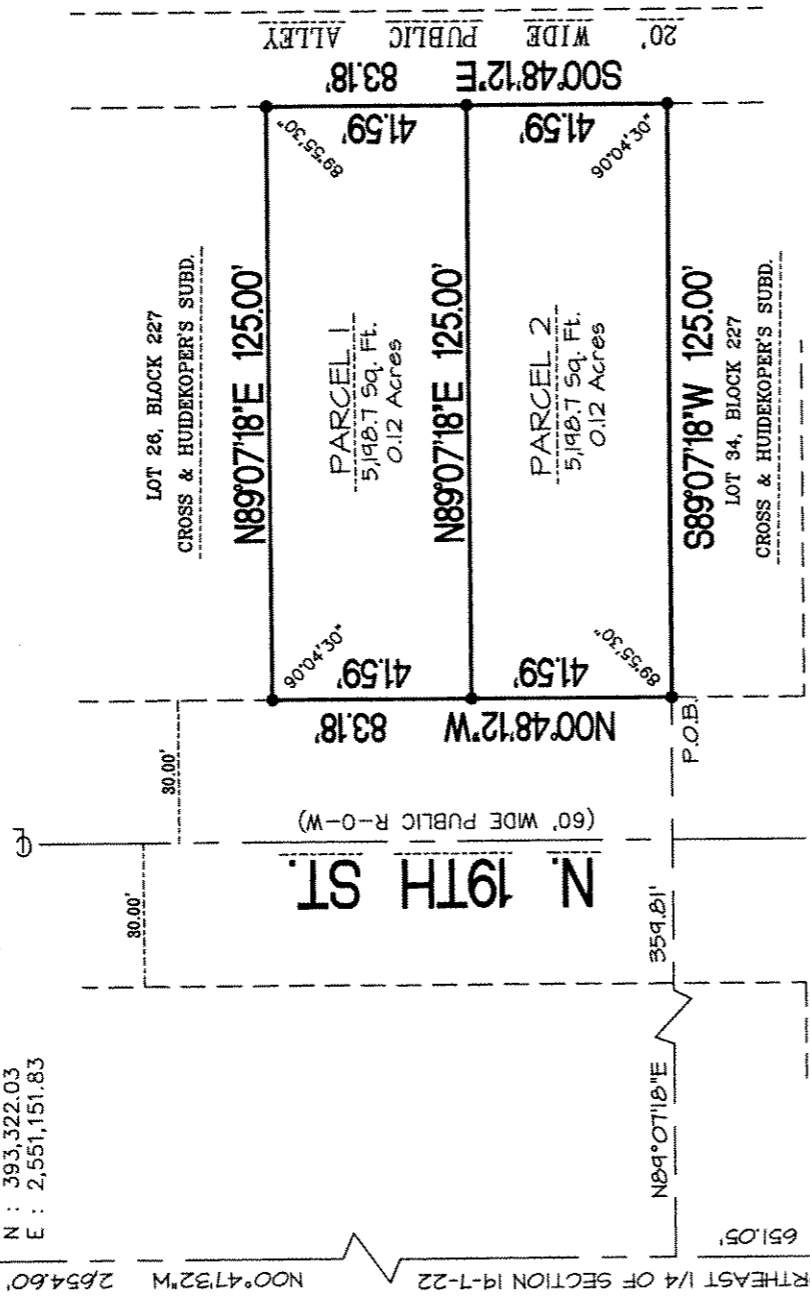 20' WIDE PUBLIC ALLEY
S00°48'12"E 83.18'
41.59'
41.59'
89°55'30"
90°04'30"
LOT 26, BLOCK 227
CROSS & HUIDEKOPER'S SUBD.
N89°07'18"E 125.00'
PARCEL 1
5,198.7 Sq. Ft.
0.12 Acres
N89°07'18"E 125.00'
PARCEL 2
5,198.7 Sq. Ft.
0.12 Acres
S89°07'18"W 125.00'
LOT 34, BLOCK 227
CROSS & HUIDEKOPER'S SUBD.
90°04'30"
89°55'30"
41.59'
41.59'
N00°48'12"W 83.18'
P.O.B.
30.00'
(60' WIDE PUBLIC R-O-W)
N. 19TH ST.
30.00'
359.81'
N89°07'18"E
N : 393,322.03
E : 2,551,151.83
651.05'
N00°47'32"W 2,654.60'
RTHEAST 1/4 OF SECTION 19-7-22